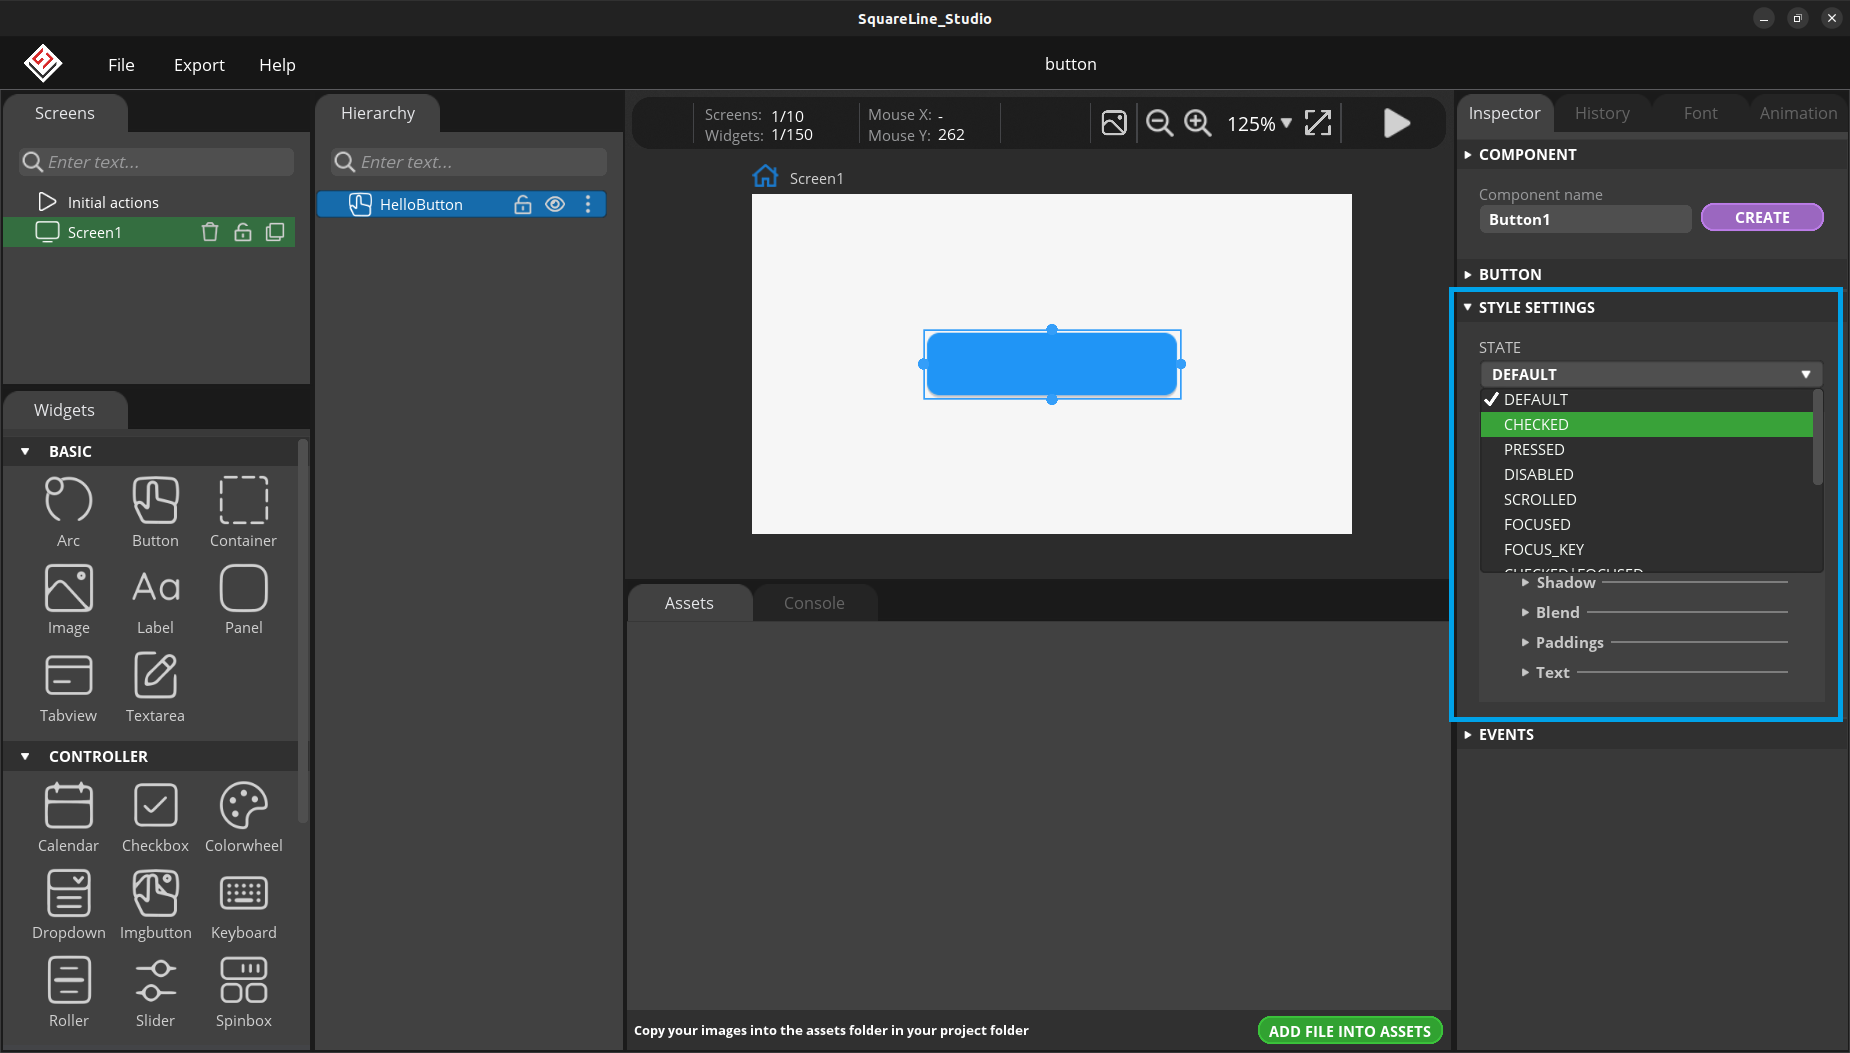 SquareLine_Studio
File
Export
Help
button
Screens
Enter text...
Initial actions
Screen1
Widgets
BASIC
Arc
Button
Container
Image
Aa
Label
Panel
Tabview
Textarea
CONTROLLER
Calendar
Checkbox
Colorwheel
Dropdown
Imgbutton
Keyboard
Roller
Slider
Spinbox
Hierarchy
Enter text...
HelloButton
Screens: 1/10
Widgets: 1/150
Mouse X: -
Mouse Y: 262
125%
Screen1
Assets
Console
Copy your images into the assets folder in your project folder
ADD FILE INTO ASSETS
Inspector
History
Font
Animation
COMPONENT
Component name
Button1
CREATE
BUTTON
STYLE SETTINGS
STATE
DEFAULT
DEFAULT
CHECKED
PRESSED
DISABLED
SCROLLED
FOCUSED
FOCUS_KEY
CHECKED|FOCUSED
Shadow
Blend
Paddings
Text
EVENTS